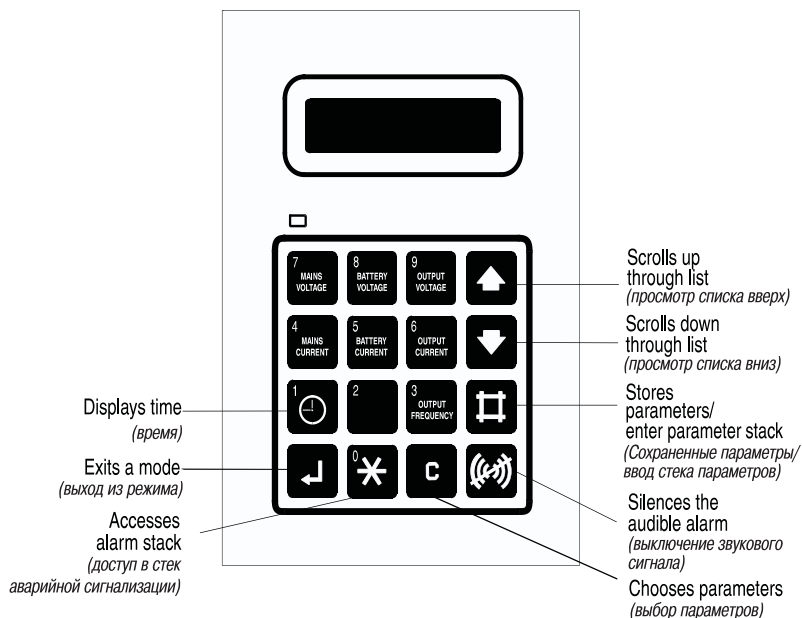 7
MAINS
VOLTAGE
8
BATTERY
VOLTAGE
9
OUTPUT
VOLTAGE
4
MAINS
CURRENT
5
BATTERY
CURRENT
6
OUTPUT
CURRENT
1
2
3
OUTPUT
FREQUENCY
0
C
Scrolls up
through list
(просмотр списка вверх)
Scrolls down
through list
(просмотр списка вниз)
Stores
parameters/
enter parameter stack
(Сохраненные параметры/
ввод стека параметров)
Silences the
audible alarm
(выключение звукового
сигнала)
Chooses parameters
(выбор параметров)
Displays time
(время)
Exits a mode
(выход из режима)
Accesses
alarm stack
(доступ в стек
аварийной сигнализации)